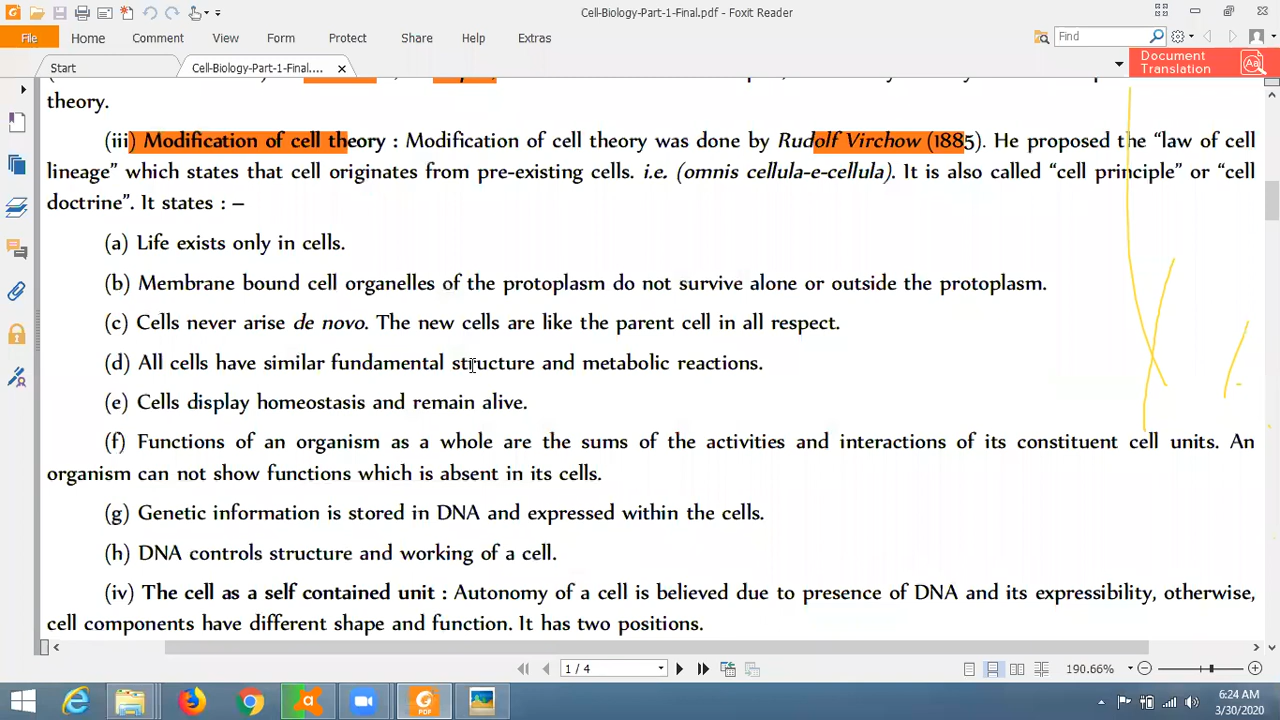 Cell-Biology-Part-1-Final.pdf - Foxit Reader
File Home Comment View Form Protect Share Help Extras Find
Start Cell-Biology-Part-1-Final.... Document
Translation
theory.
(iii) Modification of cell theory : Modification of cell theory was done by Rudolf Virchow (1885). He proposed the “law of cell
lineage” which states that cell originates from pre-existing cells. i.e. (omnis cellula-e-cellula). It is also called “cell principle” or “cell
doctrine”. It states : –
(a) Life exists only in cells.
(b) Membrane bound cell organelles of the protoplasm do not survive alone or outside the protoplasm.
(c) Cells never arise de novo. The new cells are like the parent cell in all respect.
(d) All cells have similar fundamental structure and metabolic reactions.
(e) Cells display homeostasis and remain alive.
(f) Functions of an organism as a whole are the sums of the activities and interactions of its constituent cell units. An
organism can not show functions which is absent in its cells.
(g) Genetic information is stored in DNA and expressed within the cells.
(h) DNA controls structure and working of a cell.
(iv) The cell as a self contained unit : Autonomy of a cell is believed due to presence of DNA and its expressibility, otherwise,
cell components have different shape and function. It has two positions.
1 / 4 190.66%
PDF
6:24 AM
3/30/2020